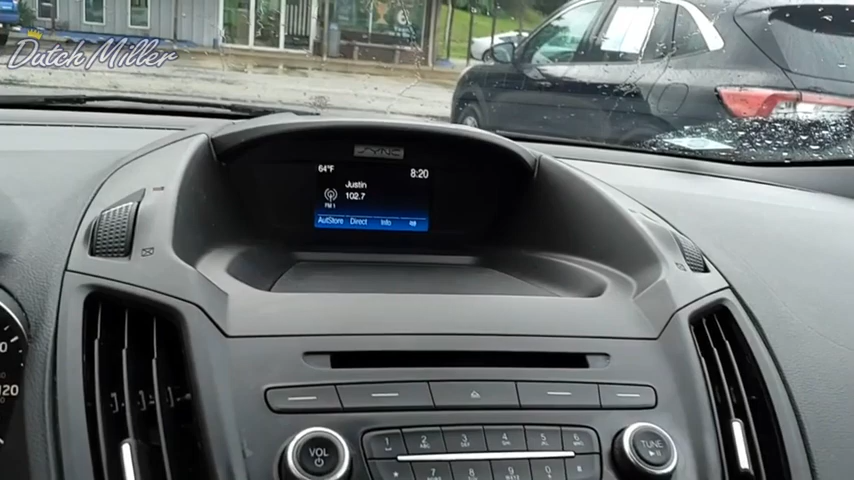 Dutch Miller
SYNC
64°F
8:20
Justin
102.7
FM 1
AutStore Direct Info
VOL
1 2 3 4 5 6
* 7 8 9 0 #
TUNE
120